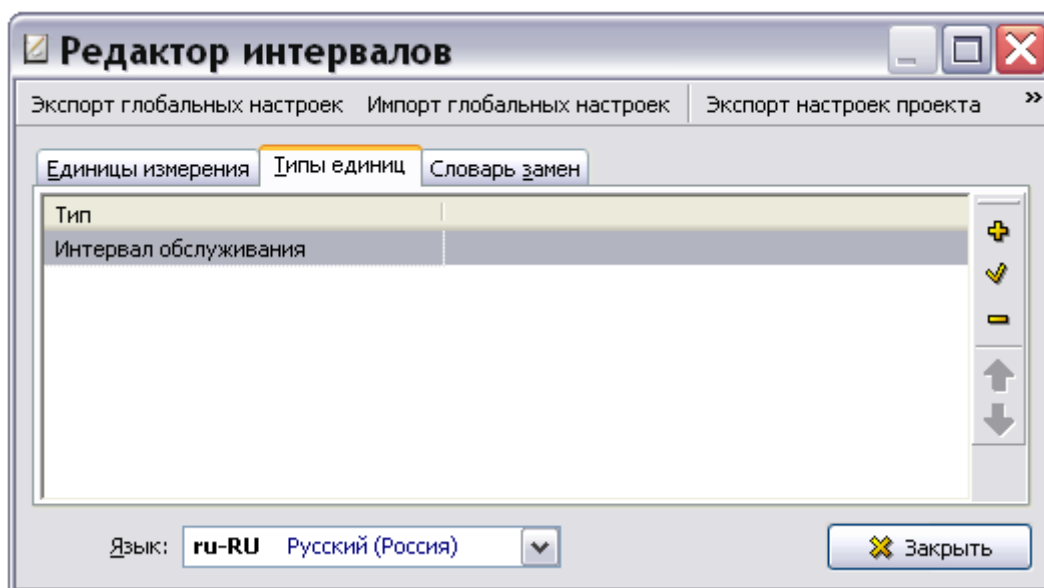 Редактор интервалов
Экспорт глобальных настроек Импорт глобальных настроек Экспорт настроек проекта »
Единицы измерения Типы единиц Словарь замен
Тип
Интервал обслуживания
Язык: ru-RU Русский (Россия) Закрыть